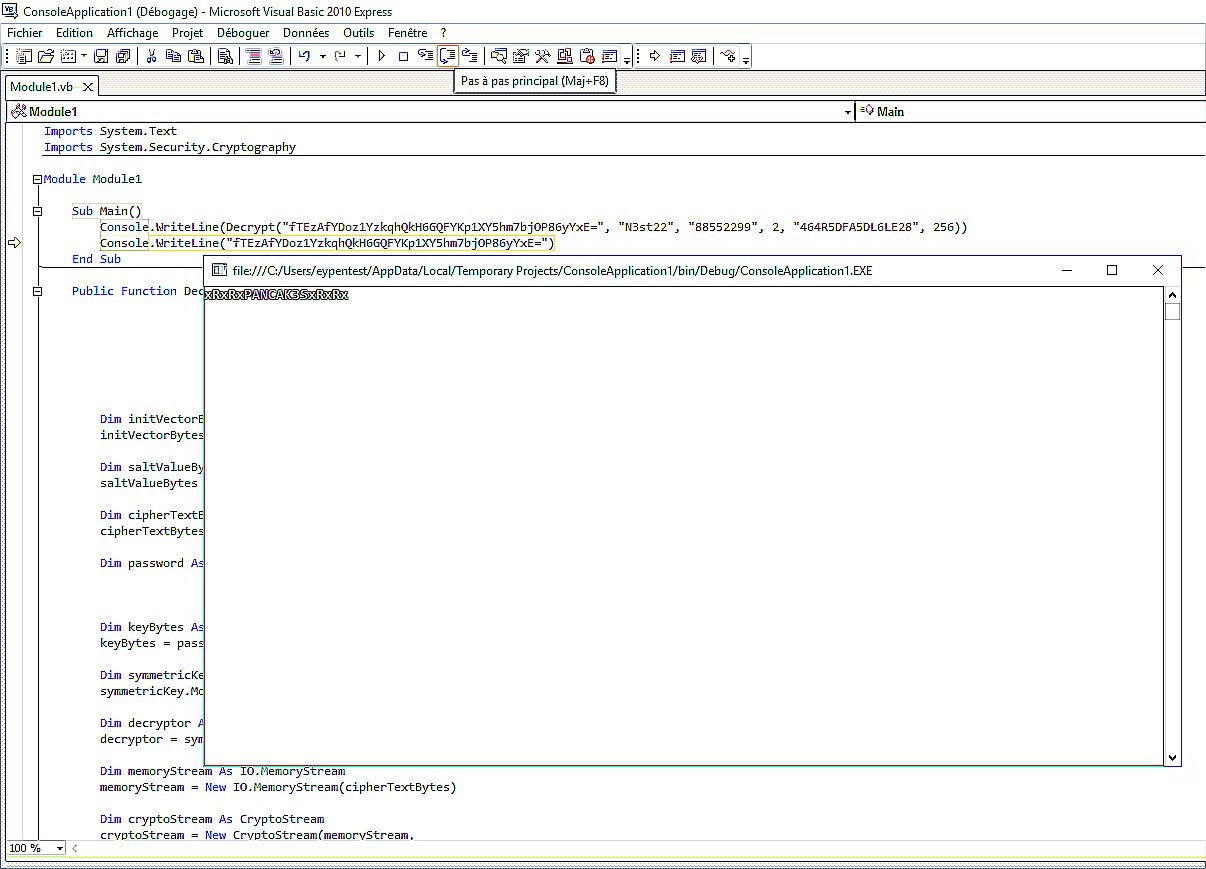 ConsoleApplication1 (Débogage) - Microsoft Visual Basic 2010 Express
Fichier Edition Affichage Projet Déboguer Données Outils Fenêtre ?
Pas à pas principal (Maj+F8)
Module1.vb
Module1 Main
Imports System.Text
Imports System.Security.Cryptography
Module Module1
Sub Main()
Console.WriteLine(Decrypt("fTEzAfYDoz1YzkqhQkH6GQFYKp1XY5hm7bjOP86yYxE=", "N3st22", "88552299", 2, "464R5DFA5DL6LE28", 256))
Console.WriteLine("fTEzAfYDoz1YzkqhQkH6GQFYKp1XY5hm7bjOP86yYxE=")
End Sub
file:///C:/Users/eypentest/AppData/Local/Temporary Projects/ConsoleApplication1/bin/Debug/ConsoleApplication1.EXE
Public Function Dec
xRxRxPANCAK3SxRxRx
Dim initVectorB
initVectorBytes
Dim saltValueBy
saltValueBytes
Dim cipherTextB
cipherTextBytes
Dim password As
Dim keyBytes As
keyBytes = pass
Dim symmetricKe
symmetricKey.Mo
Dim decryptor A
decryptor = sym
Dim memoryStream As IO.MemoryStream
memoryStream = New IO.MemoryStream(cipherTextBytes)
Dim cryptoStream As CryptoStream
cryptoStream = New CryptoStream(memoryStream,
100 %